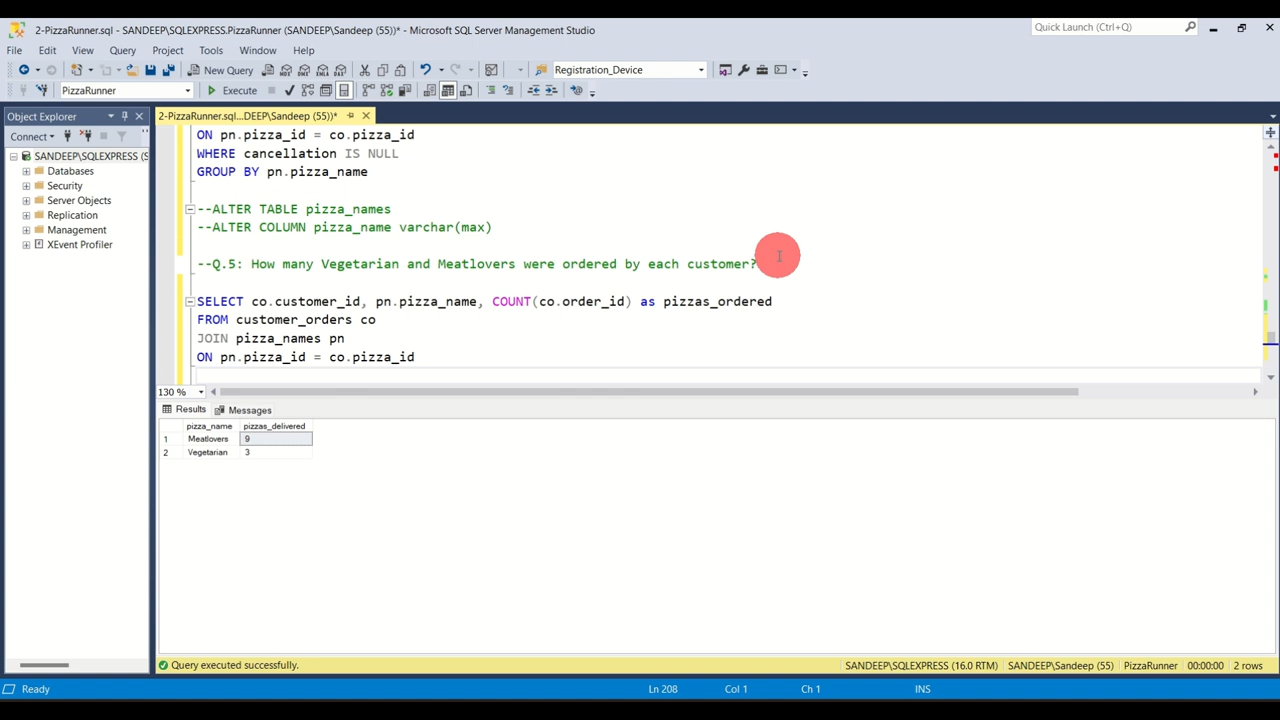 2-PizzaRunner.sql - SANDEEP\SQLEXPRESS.PizzaRunner (SANDEEP\Sandeep (55))* - Microsoft SQL Server Management Studio
Quick Launch (Ctrl+Q)
File Edit View Query Project Tools Window Help
New Query
MDX DMX XMLA DAX
Registration_Device
PizzaRunner
Execute
Object Explorer
2-PizzaRunner.sql...DEEP\Sandeep (55))*
Connect
SANDEEP\SQLEXPRESS (S
Databases
Security
Server Objects
Replication
Management
XEvent Profiler
ON pn.pizza_id = co.pizza_id
WHERE cancellation IS NULL
GROUP BY pn.pizza_name
--ALTER TABLE pizza_names
--ALTER COLUMN pizza_name varchar(max)
--Q.5: How many Vegetarian and Meatlovers were ordered by each customer?
SELECT co.customer_id, pn.pizza_name, COUNT(co.order_id) as pizzas_ordered
FROM customer_orders co
JOIN pizza_names pn
ON pn.pizza_id = co.pizza_id
130 %
Results Messages
pizza_name pizzas_delivered
1 Meatlovers 9
2 Vegetarian 3
Query executed successfully.
SANDEEP\SQLEXPRESS (16.0 RTM) SANDEEP\Sandeep (55) PizzaRunner 00:00:00 2 rows
Ready Ln 208 Col 1 Ch 1 INS